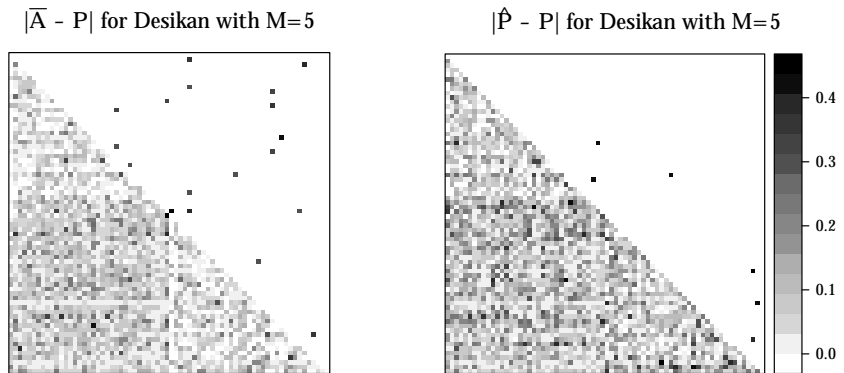 |A̅ - P| for Desikan with M=5
|P̂ - P| for Desikan with M=5
0.4
0.3
0.2
0.1
0.0